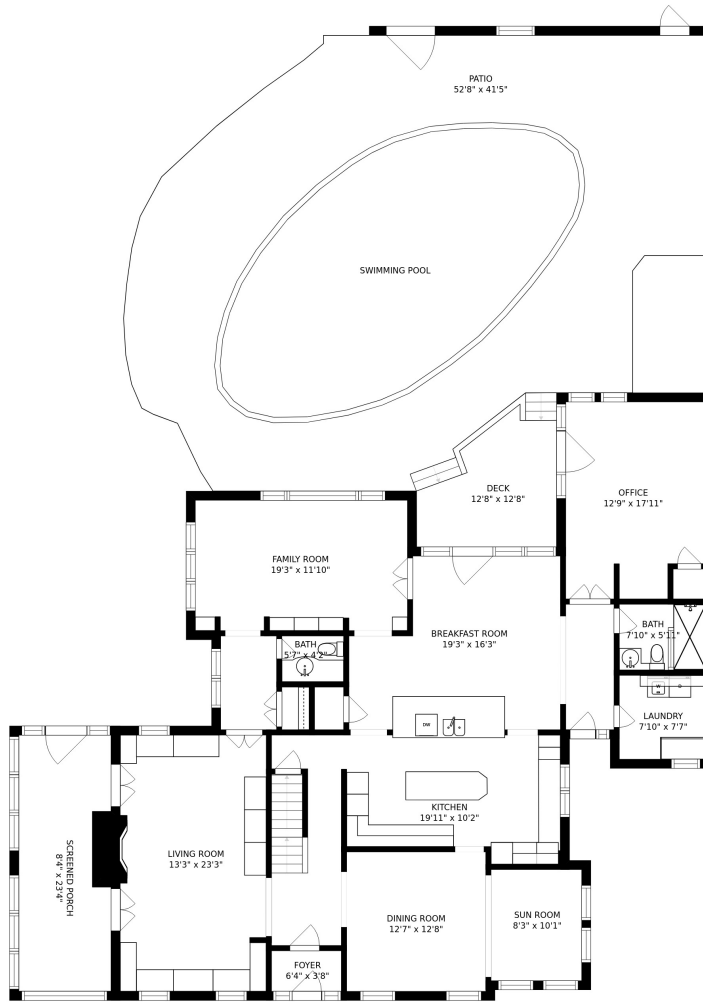 PATIO
52'8" x 41'5"
SWIMMING POOL
DECK
12'8" x 12'8"
OFFICE
12'9" x 17'11"
FAMILY ROOM
19'3" x 11'10"
BREAKFAST ROOM
19'3" x 16'3"
BATH
5'7" x 4'2"
BATH
7'10" x 5'11"
W
D
LAUNDRY
7'10" x 7'7"
DW
KITCHEN
19'11" x 10'2"
SCREENED PORCH
8'4" x 23'4"
LIVING ROOM
13'3" x 23'3"
DINING ROOM
12'7" x 12'8"
SUN ROOM
8'3" x 10'1"
FOYER
6'4" x 3'8"